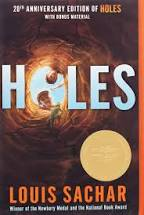 20TH ANNIVERSARY EDITION OF HOLES
WITH BONUS MATERIAL
HOLES
LOUIS SACHAR
Winner of the Newbery Medal and the National Book Award